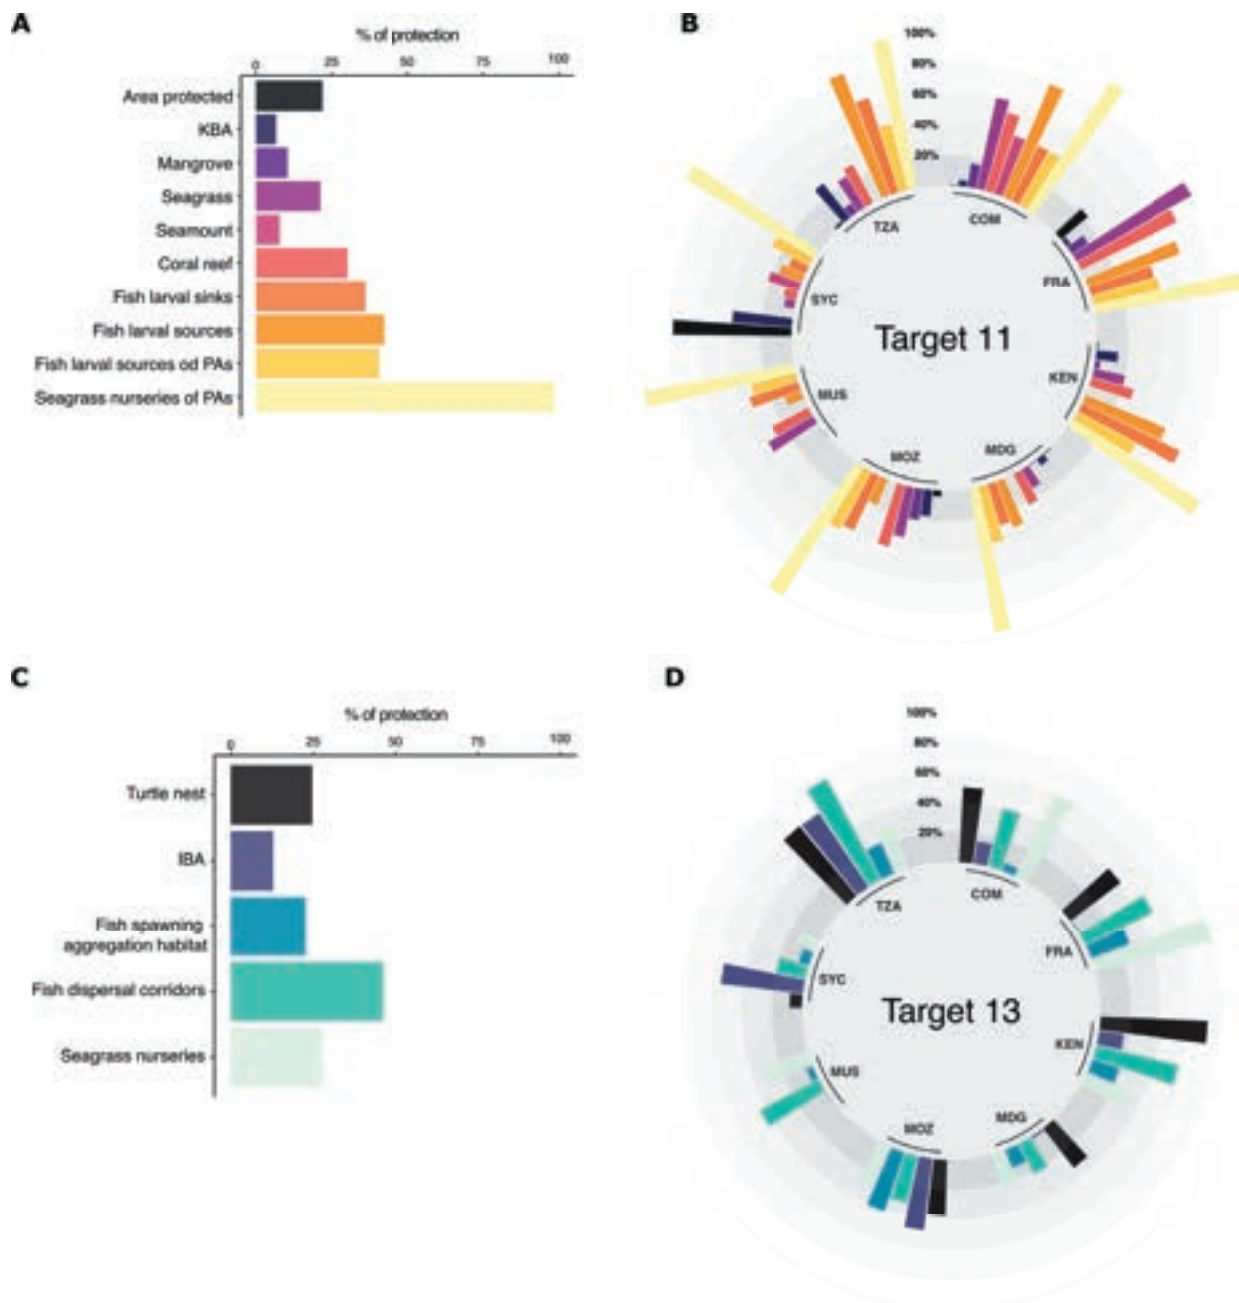 A
% of protection
0 25 50 75 100
Area protected
KBA
Mangrove
Seagrass
Seamount
Coral reef
Fish larval sinks
Fish larval sources
Fish larval sources od PAs
Seagrass nurseries of PAs
B
100%
80%
60%
40%
20%
TZA
COM
FRA
SYC
Target 11
KEN
MUS
MOZ
MDG
C
% of protection
0 25 50 75 100
Turtle nest
IBA
Fish spawning
aggregation habitat
Fish dispersal corridors
Seagrass nurseries
D
100%
80%
60%
40%
20%
TZA
COM
FRA
SYC
Target 13
KEN
MUS
MOZ
MDG